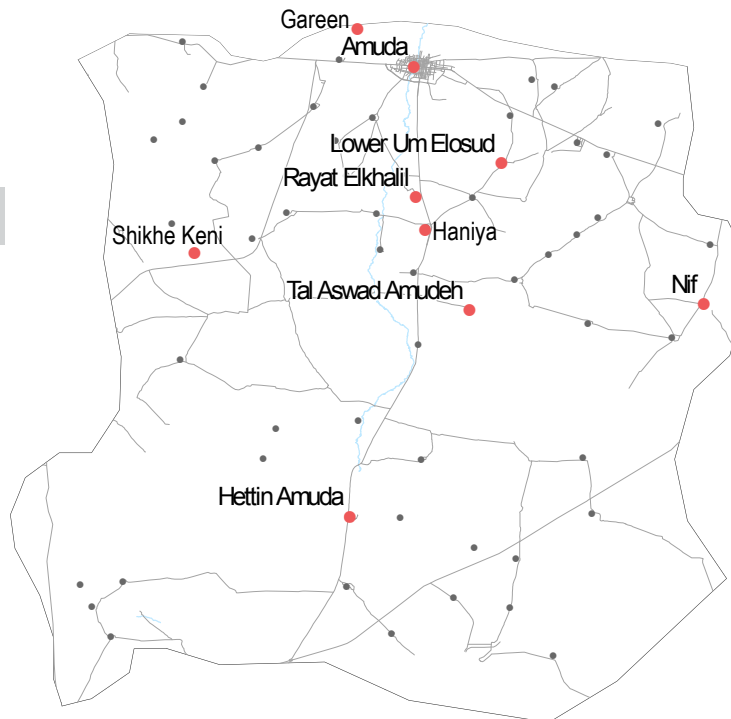 Gareen
Amuda
Lower Um Elosud
Rayat Elkhalil
Shikhe Keni
Haniya
Tal Aswad Amudeh
Nif
Hettin Amuda